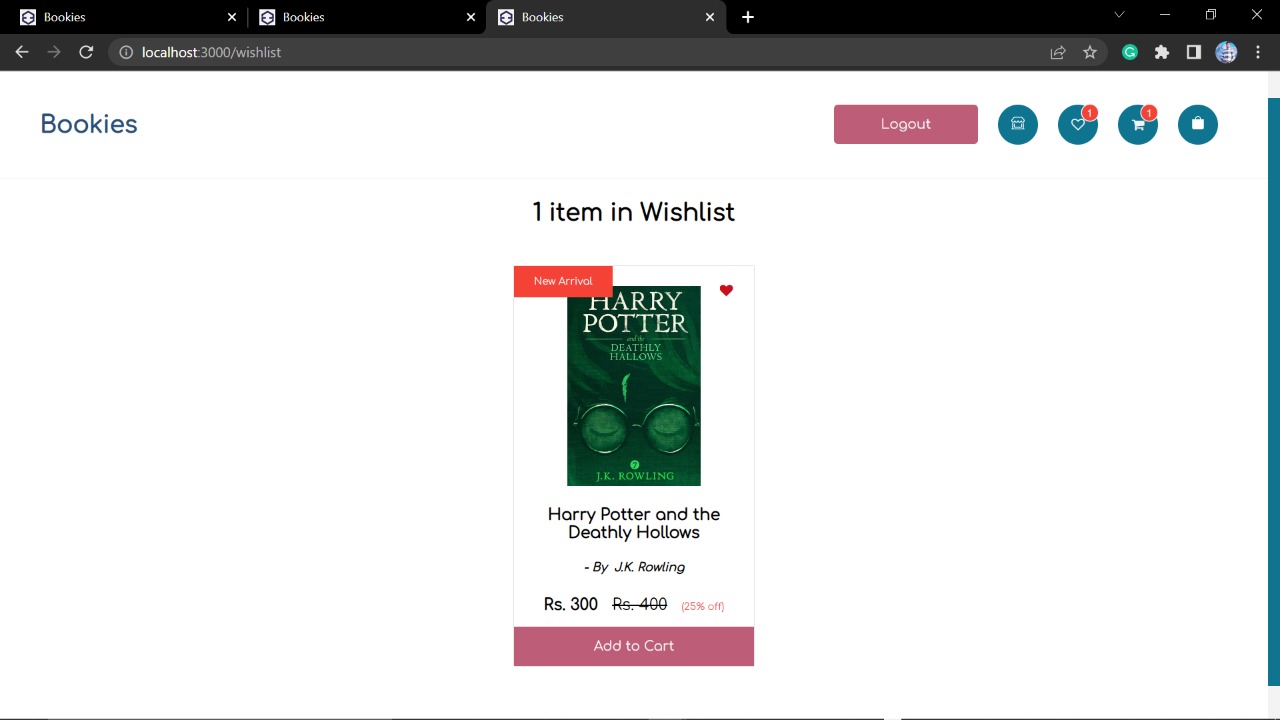 Bookies
Bookies
Bookies
localhost:3000/wishlist
Bookies
Logout
1
1
1 item in Wishlist
New Arrival
HARRY
POTTER
and the
DEATHLY
HALLOWS
7
J.K. ROWLING
Harry Potter and the
Deathly Hollows
- By J.K. Rowling
Rs. 300 Rs. 400 (25% off)
Add to Cart